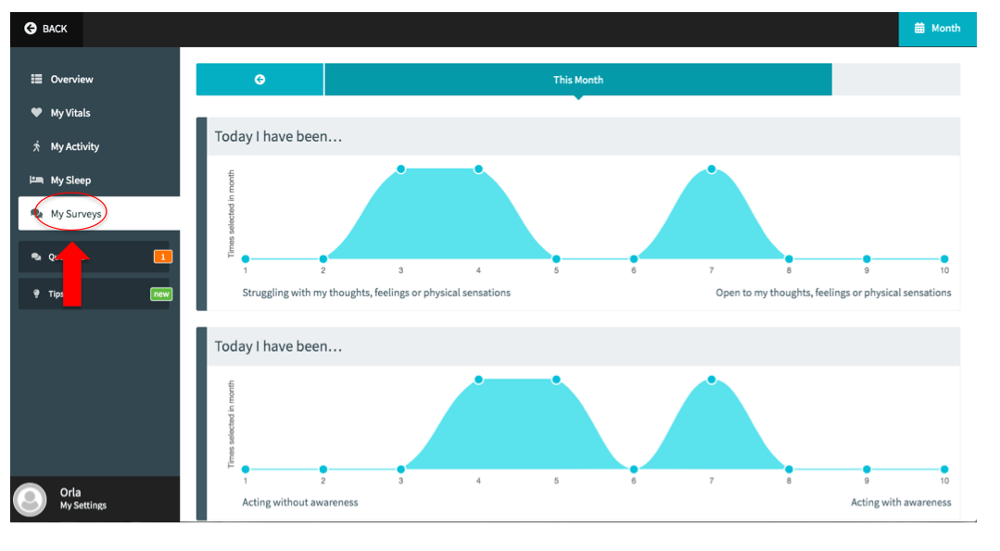 BACK
Month
Overview
My Vitals
My Activity
My Sleep
My Surveys
1
Tips
new
Orla
My Settings
This Month
Today I have been...
Times selected in month
1 2 3 4 5 6 7 8 9 10
Struggling with my thoughts, feelings or physical sensations
Open to my thoughts, feelings or physical sensations
Today I have been...
Times selected in month
1 2 3 4 5 6 7 8 9 10
Acting without awareness
Acting with awareness